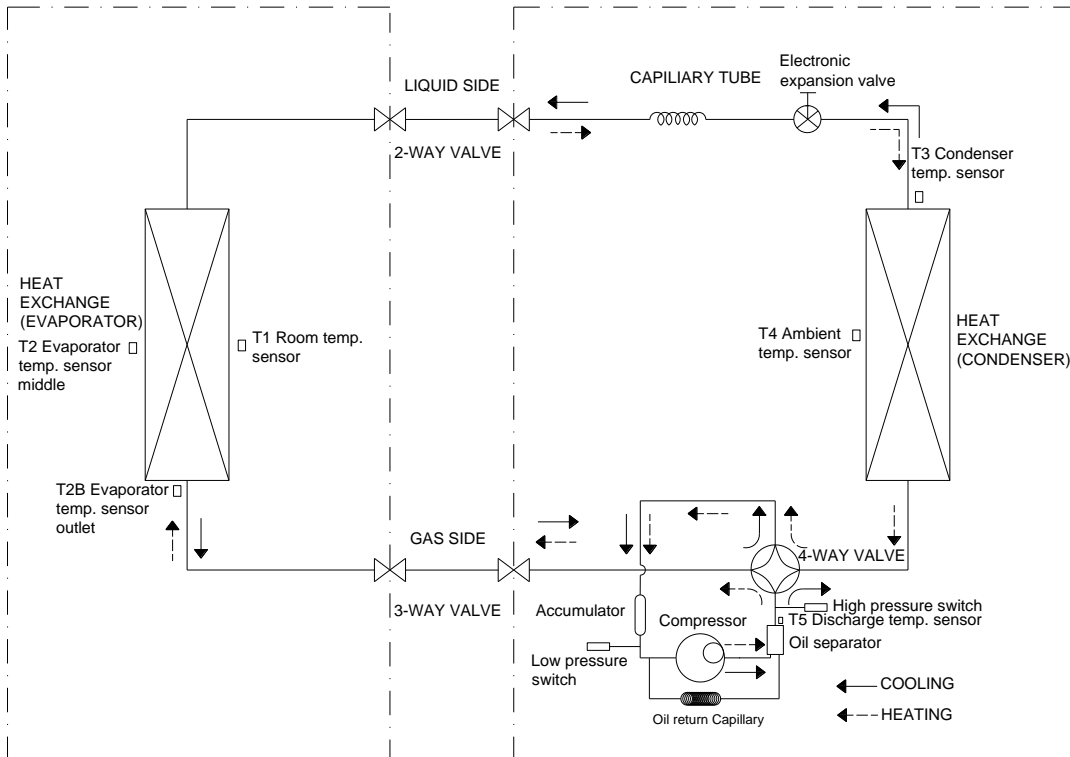 Electronic
expansion valve
LIQUID SIDE
CAPILIARY TUBE
2-WAY VALVE
T3 Condenser
temp. sensor
HEAT
EXCHANGE
(EVAPORATOR)
T2 Evaporator
temp. sensor
middle
T1 Room temp.
sensor
T4 Ambient
temp. sensor
HEAT
EXCHANGE
(CONDENSER)
T2B Evaporator
temp. sensor
outlet
GAS SIDE
3-WAY VALVE
4-WAY VALVE
Accumulator
Compressor
High pressure switch
T5 Discharge temp. sensor
Oil separator
Low pressure
switch
Oil return Capillary
COOLING
HEATING